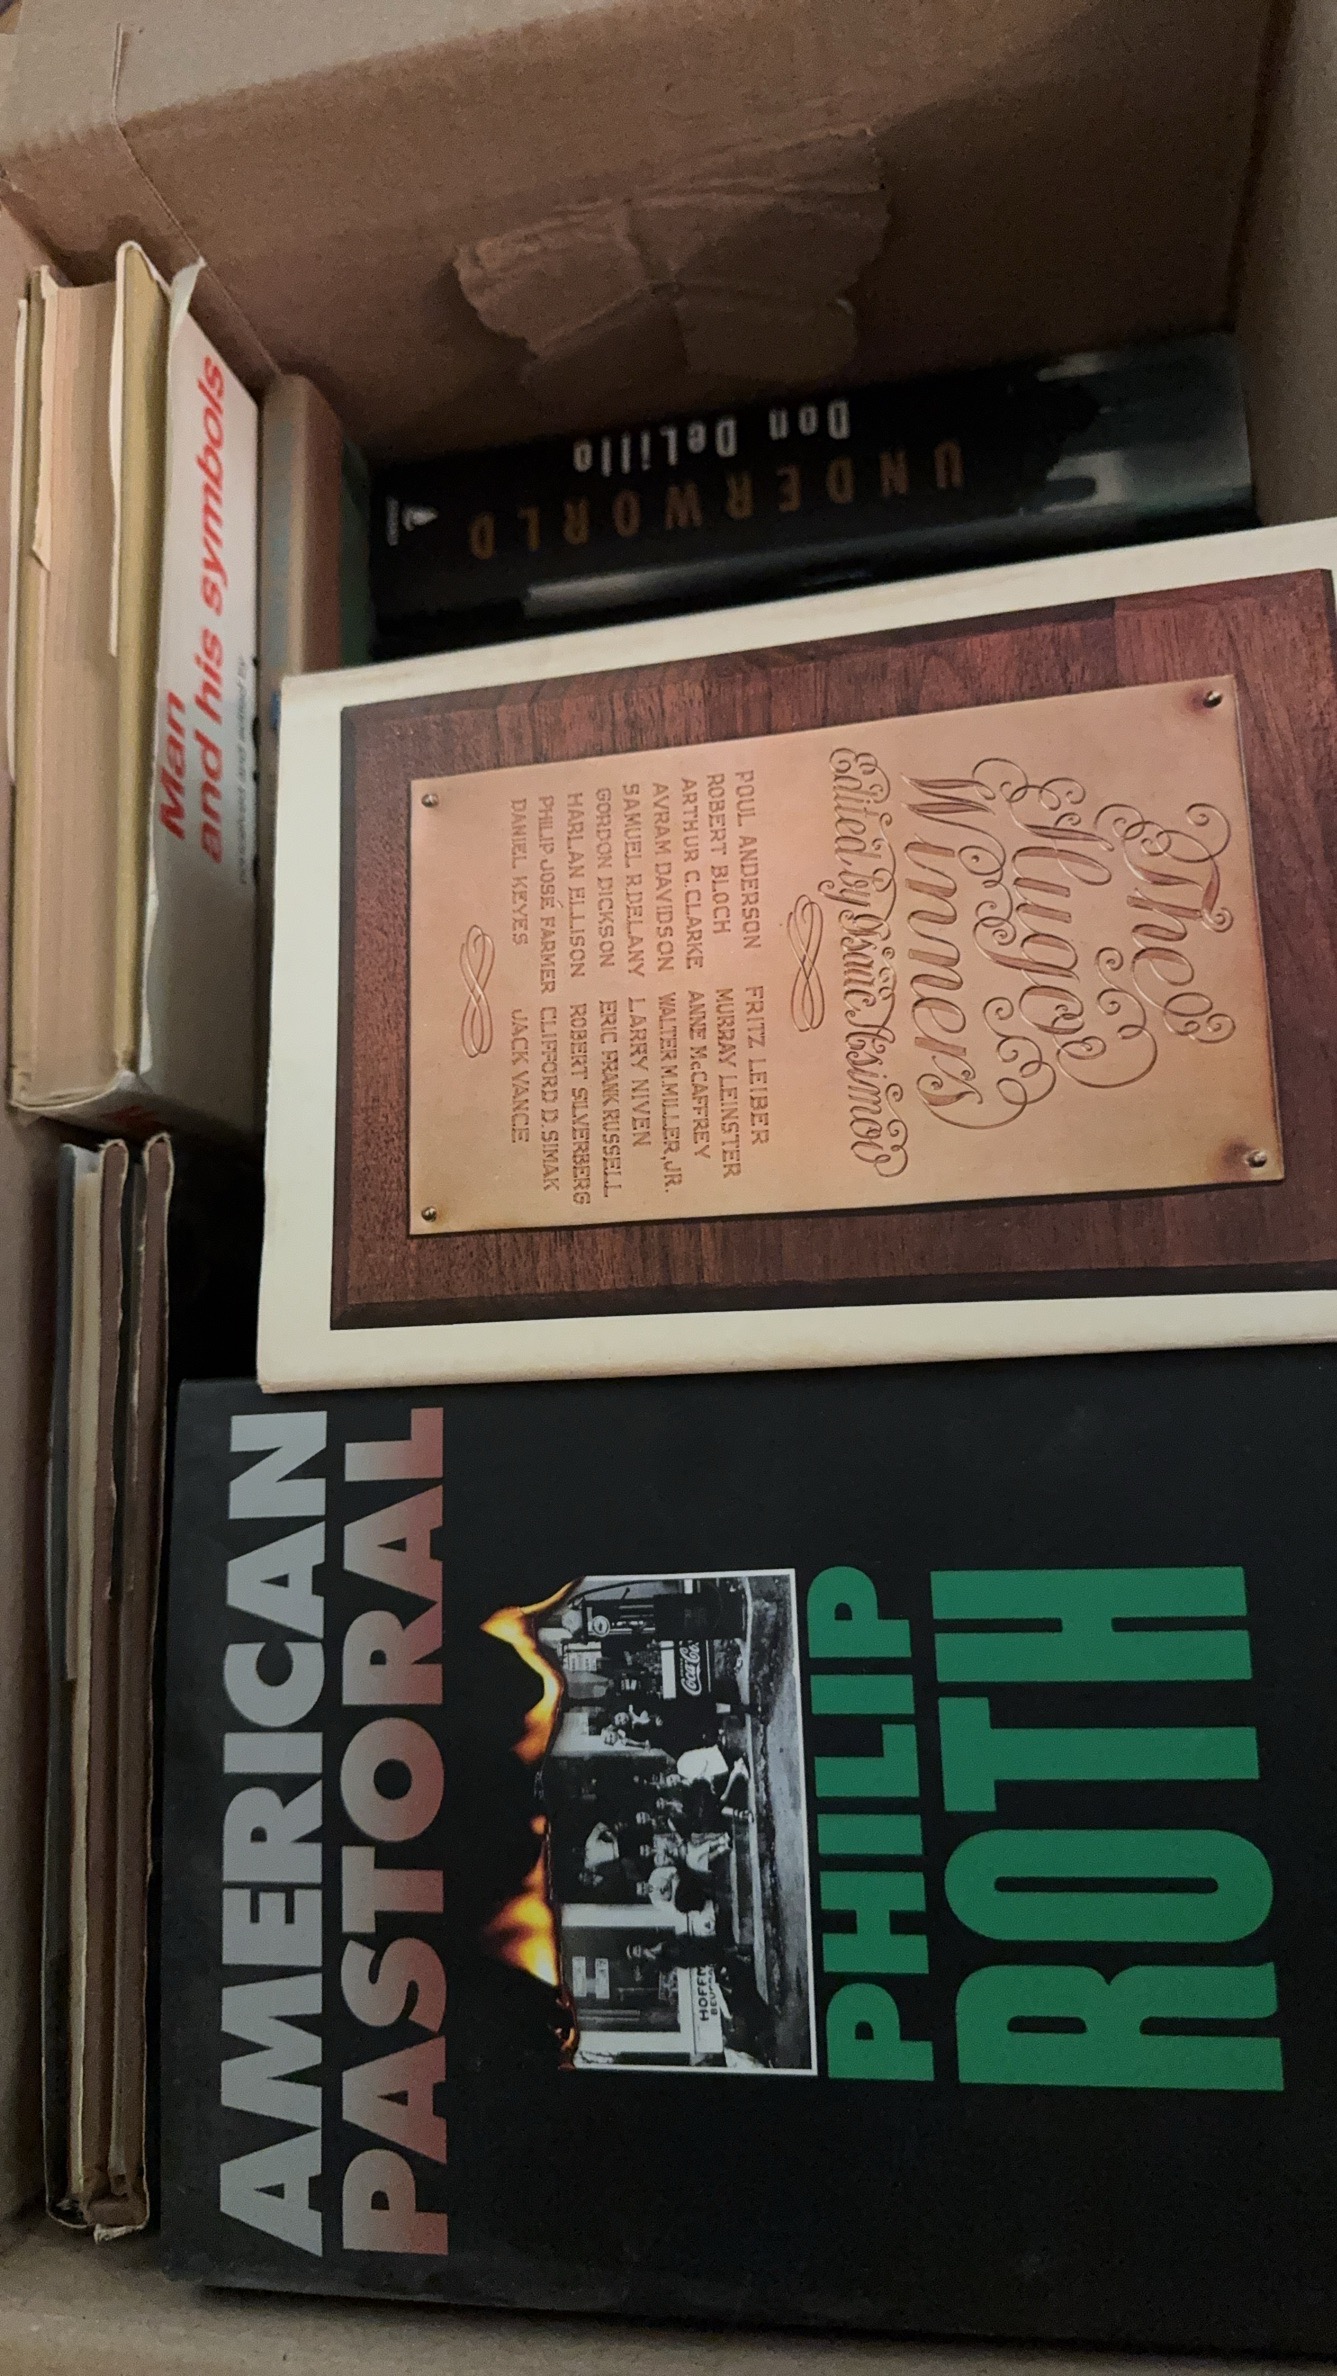 Man
and his symbols
UNDERWORLD
Don DeLillo
The
Hugo
Winners
Edited by Isaac Asimov
POUL ANDERSON FRITZ LEIBER
ROBERT BLOCH MURRAY LEINSTER
ARTHUR C. CLARKE ANNE McCAFFREY
AVRAM DAVIDSON WALTER M. MILLER, JR.
SAMUEL R. DELANY LARRY NIVEN
GORDON DICKSON ERIC FRANK RUSSELL
HARLAN ELLISON ROBERT SILVERBERG
PHILIP JOSÉ FARMER CLIFFORD D. SIMAK
DANIEL KEYES JACK VANCE
AMERICAN
PASTORAL
Coca-Cola
HOFF
PHILIP
ROTH